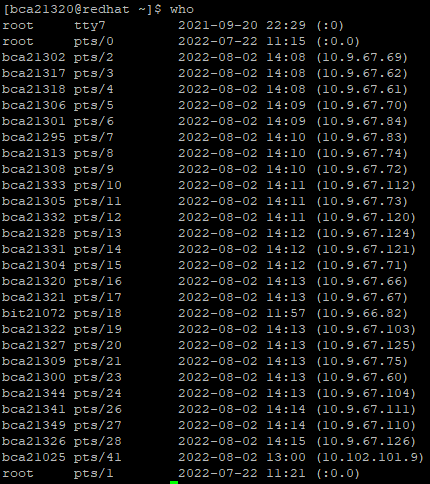 [bca21320@redhat ~]$ who
root     tty7         2021-09-20 22:29 (:0)
root     pts/0        2022-07-22 11:15 (:0.0)
bca21302 pts/2        2022-08-02 14:08 (10.9.67.69)
bca21317 pts/3        2022-08-02 14:08 (10.9.67.62)
bca21318 pts/4        2022-08-02 14:08 (10.9.67.61)
bca21306 pts/5        2022-08-02 14:09 (10.9.67.70)
bca21301 pts/6        2022-08-02 14:09 (10.9.67.84)
bca21295 pts/7        2022-08-02 14:10 (10.9.67.83)
bca21313 pts/8        2022-08-02 14:10 (10.9.67.74)
bca21308 pts/9        2022-08-02 14:10 (10.9.67.72)
bca21333 pts/10       2022-08-02 14:11 (10.9.67.112)
bca21305 pts/11       2022-08-02 14:11 (10.9.67.73)
bca21332 pts/12       2022-08-02 14:11 (10.9.67.120)
bca21328 pts/13       2022-08-02 14:12 (10.9.67.124)
bca21331 pts/14       2022-08-02 14:12 (10.9.67.121)
bca21304 pts/15       2022-08-02 14:12 (10.9.67.71)
bca21320 pts/16       2022-08-02 14:13 (10.9.67.66)
bca21321 pts/17       2022-08-02 14:13 (10.9.67.67)
bit21072 pts/18       2022-08-02 11:57 (10.9.66.82)
bca21322 pts/19       2022-08-02 14:13 (10.9.67.103)
bca21327 pts/20       2022-08-02 14:13 (10.9.67.125)
bca21309 pts/21       2022-08-02 14:13 (10.9.67.75)
bca21300 pts/23       2022-08-02 14:13 (10.9.67.60)
bca21344 pts/24       2022-08-02 14:13 (10.9.67.104)
bca21341 pts/26       2022-08-02 14:14 (10.9.67.111)
bca21349 pts/27       2022-08-02 14:14 (10.9.67.110)
bca21326 pts/28       2022-08-02 14:15 (10.9.67.126)
bca21025 pts/41       2022-08-02 13:00 (10.102.101.9)
root     pts/1        2022-07-22 11:21 (:0.0)